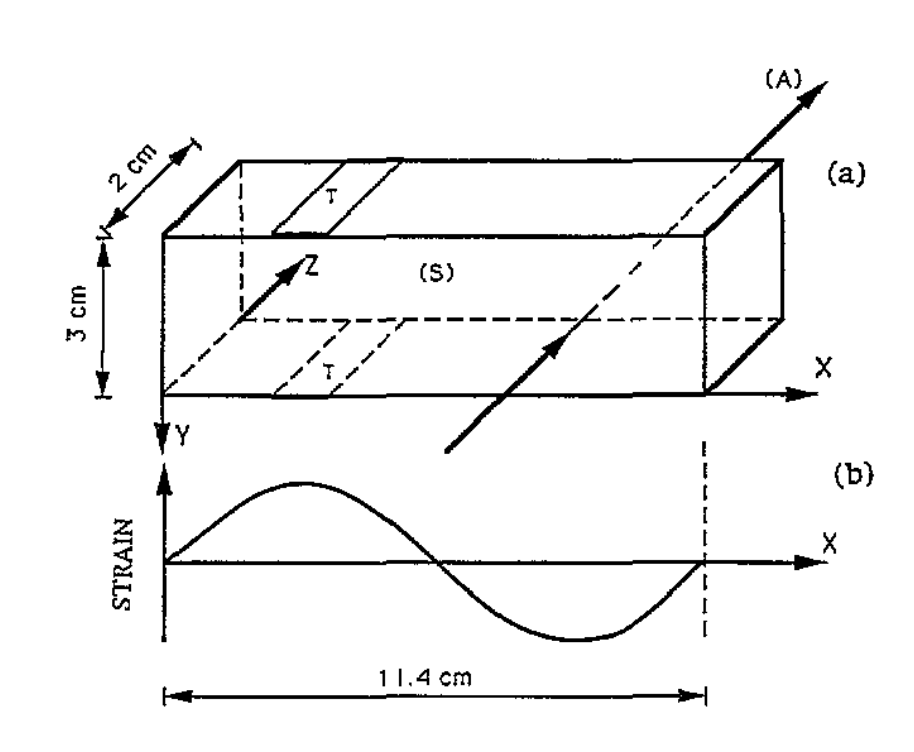 (A)
(a)
2 cm
T
Z
(S)
3 cm
T
X
Y
(b)
STRAIN
X
11.4 cm